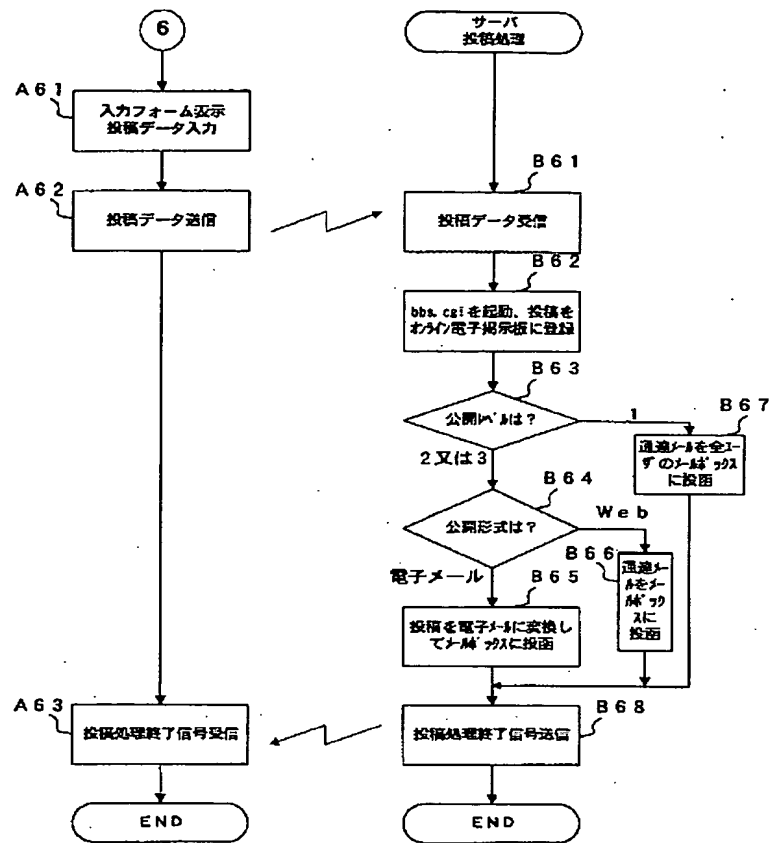 6
サーバ
投稿処理
A61
入力フォーム表示
投稿データ入力
A62
投稿データ送信
B61
投稿データ受信
B62
bbs.cgiを起動、投稿を
オンライン電子掲示板に登録
B63
公開レベルは?
1
2又は3
B67
通達メールを全ユー
ザのメールボックス
に投函
B64
公開形式は?
Web
電子メール
B66
通達メー
ルをメー
ルボック
スに
投函
B65
投稿を電子メールに変換し
てメールボックスに投函
A63
投稿処理終了信号受信
B68
投稿処理終了信号送信
END
END